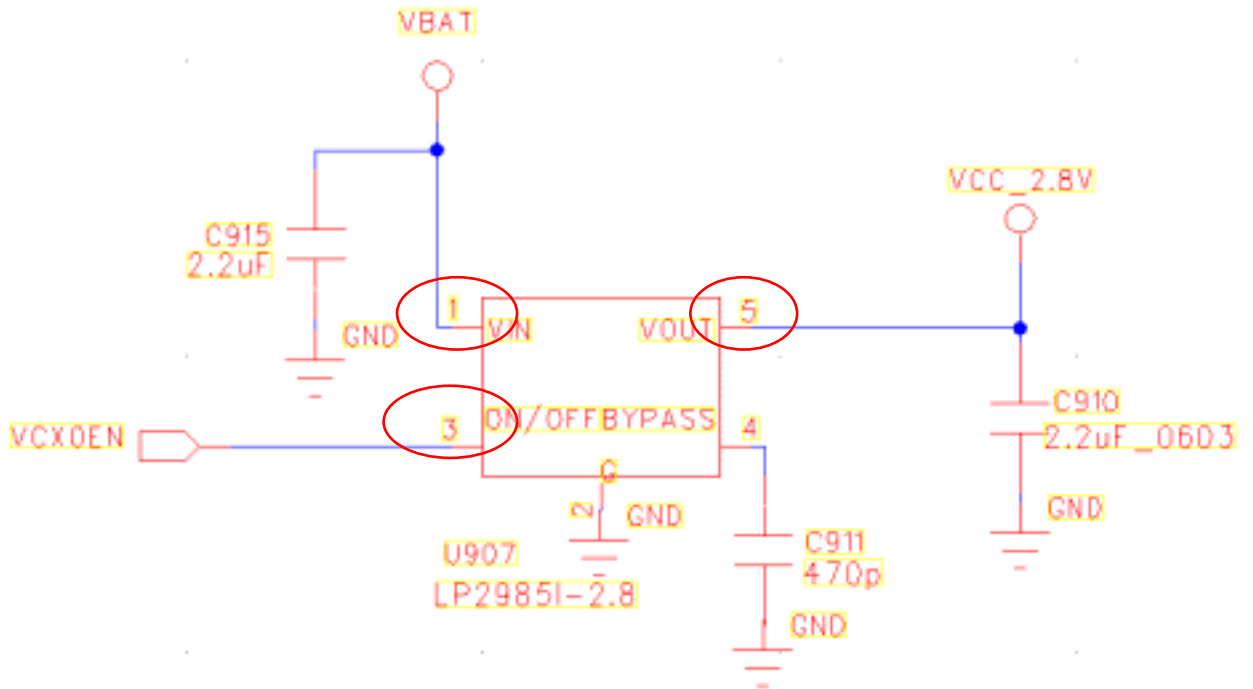 VBAT
VCC_2.8V
C915
2.2uF
GND
1
VIN
VOUT
5
VCXOEN
3
ON/OFF
BYPASS
4
G
2
GND
C910
2.2uF_0603
GND
U907
LP2985I-2.8
C911
470p
GND